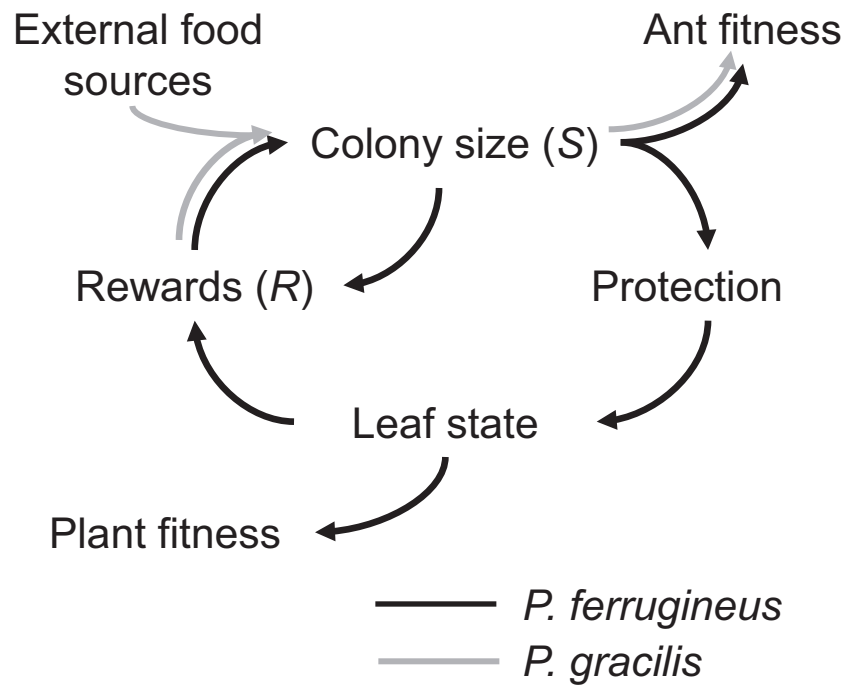 External food
sources
Ant fitness
Colony size (S)
Rewards (R)
Protection
Leaf state
Plant fitness
P. ferrugineus
P. gracilis